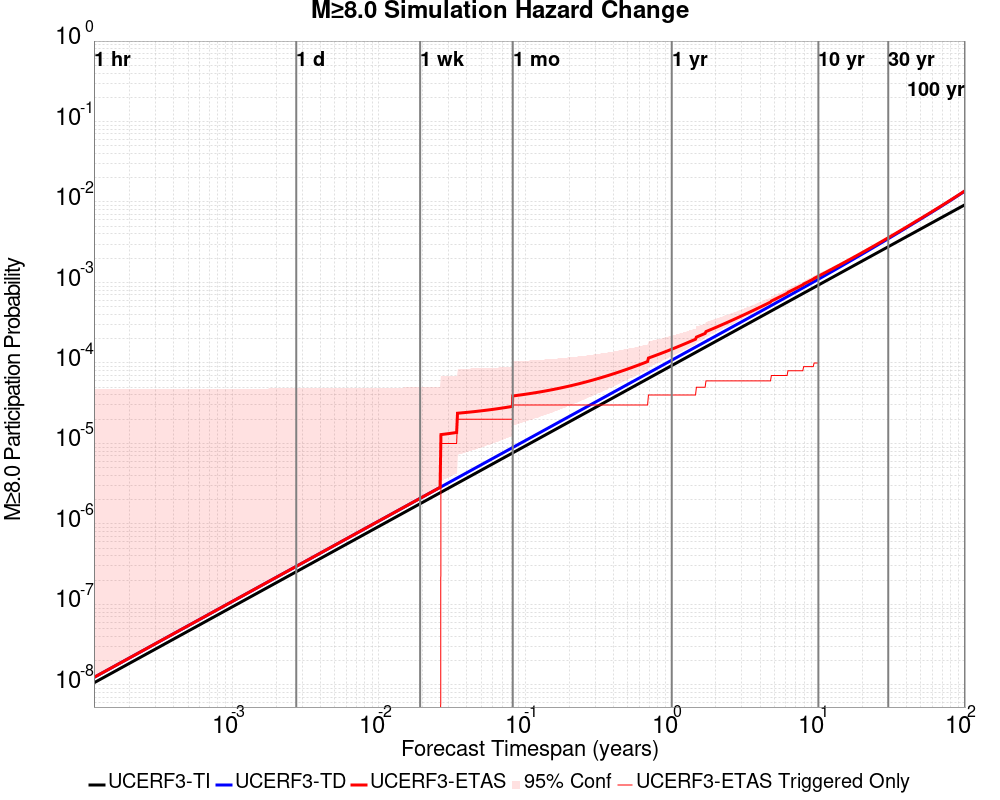 M≥8.0 Simulation Hazard Change
10^0
10^-1
10^-2
10^-3
10^-4
10^-5
10^-6
10^-7
10^-8
M≥8.0 Participation Probability
1 hr 1 d 1 wk 1 mo 1 yr 10 yr 30 yr
100 yr
10^-3 10^-2 10^-1 10^0 10^1 10^2
Forecast Timespan (years)
UCERF3-TI UCERF3-TD UCERF3-ETAS 95% Conf UCERF3-ETAS Triggered Only